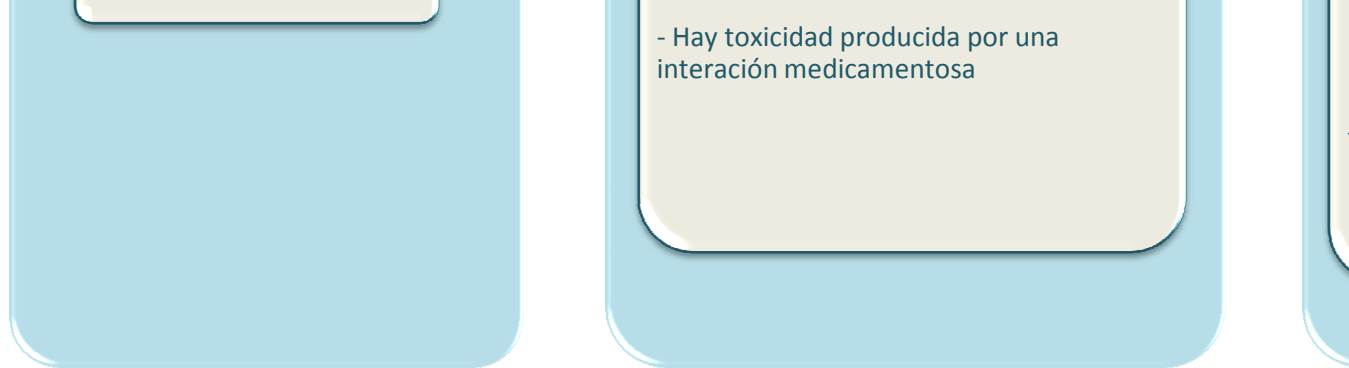 - Hay toxicidad producida por una
interación medicamentosa